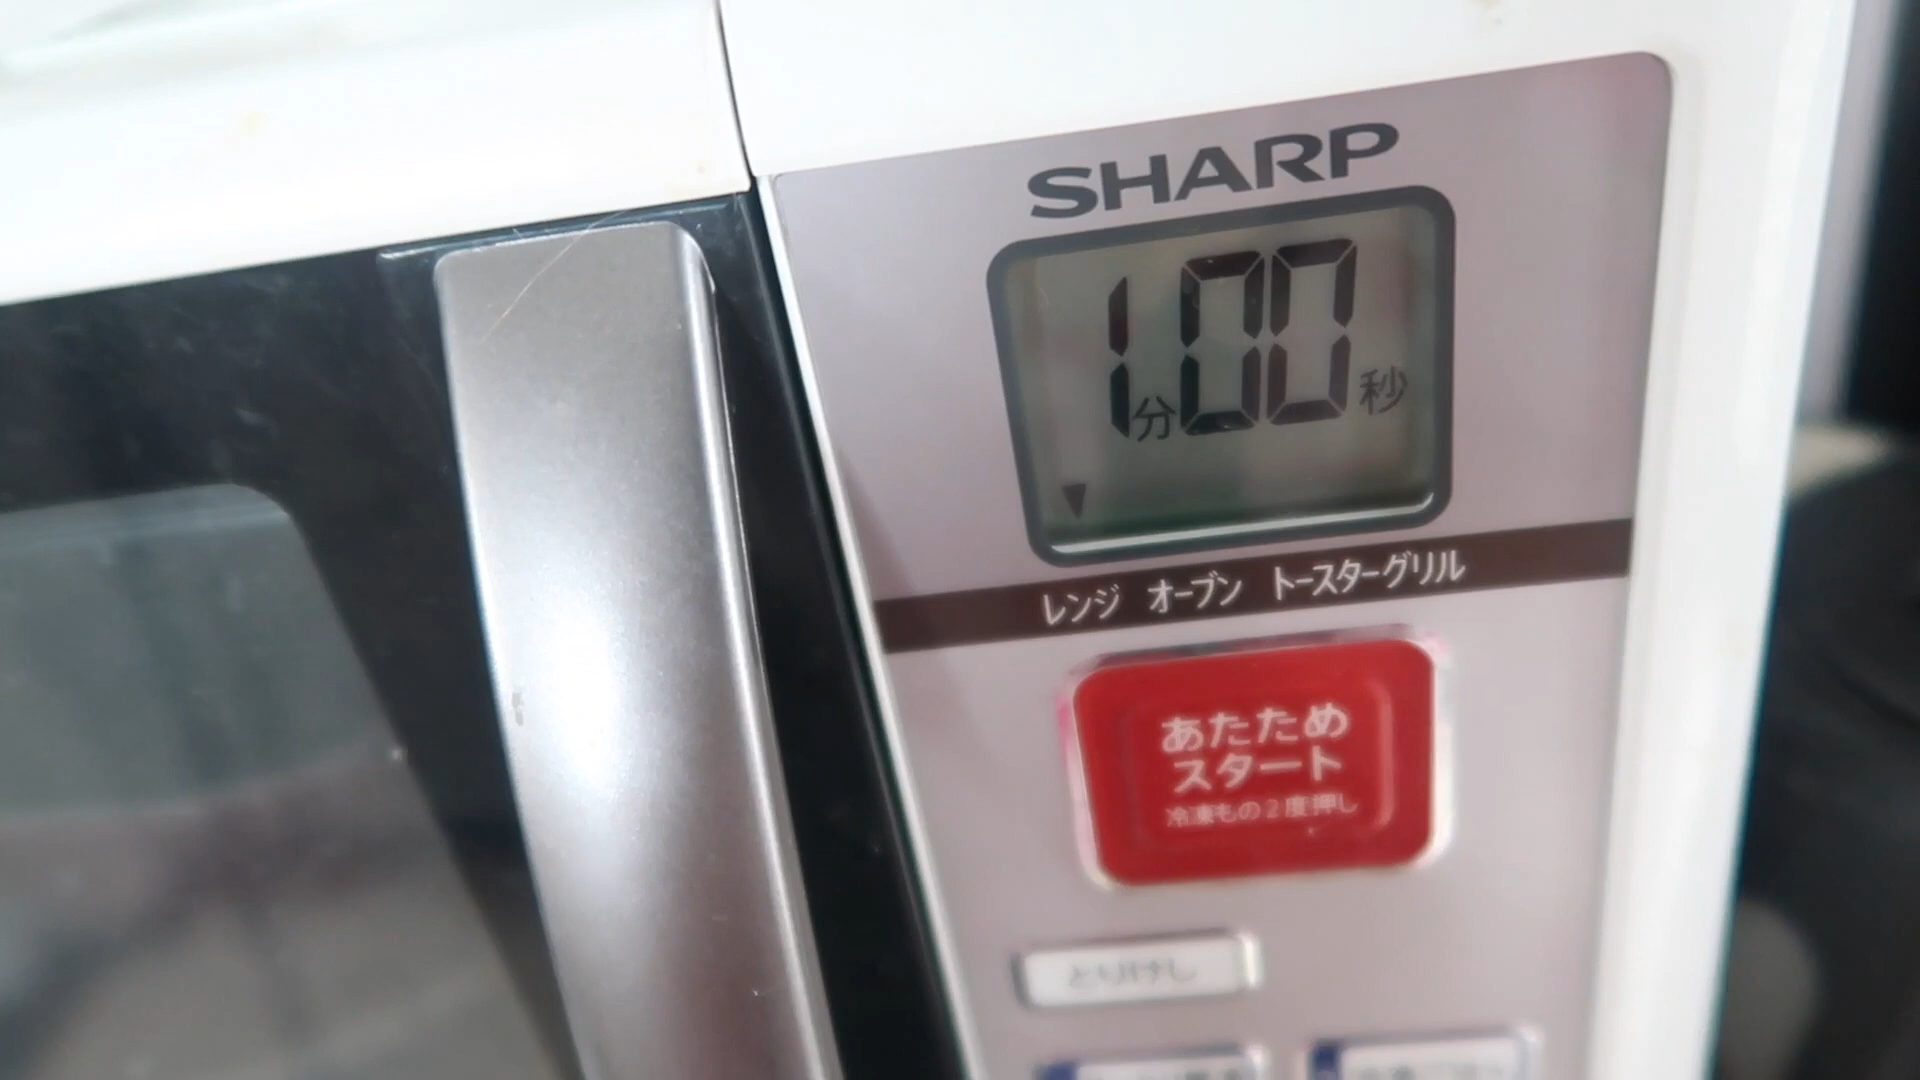 SHARP
1分00秒
レンジ オーブン トースターグリル
あたため
スタート
冷凍もの2度押し
とりけし